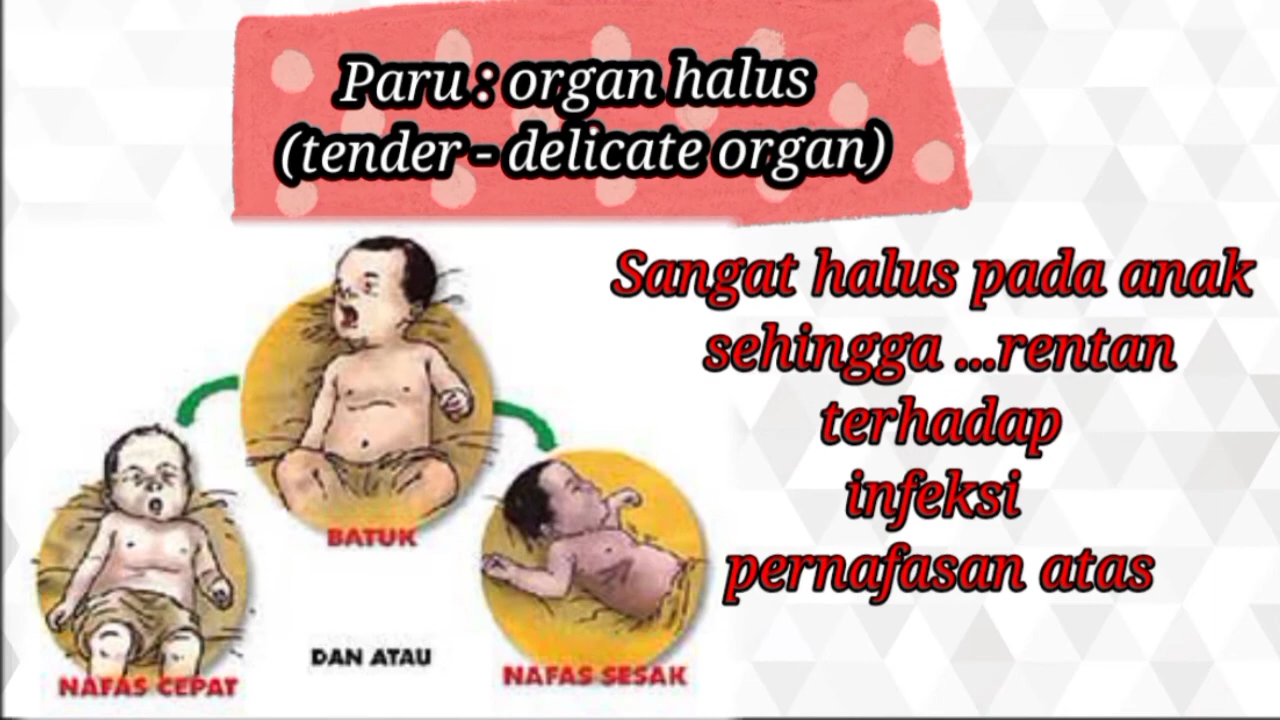 Paru : organ halus
(tender - delicate organ)
Sangat halus pada anak
sehingga ...rentan
terhadap
infeksi
pernafasan atas
BATUK
NAFAS CEPAT
DAN ATAU
NAFAS SESAK